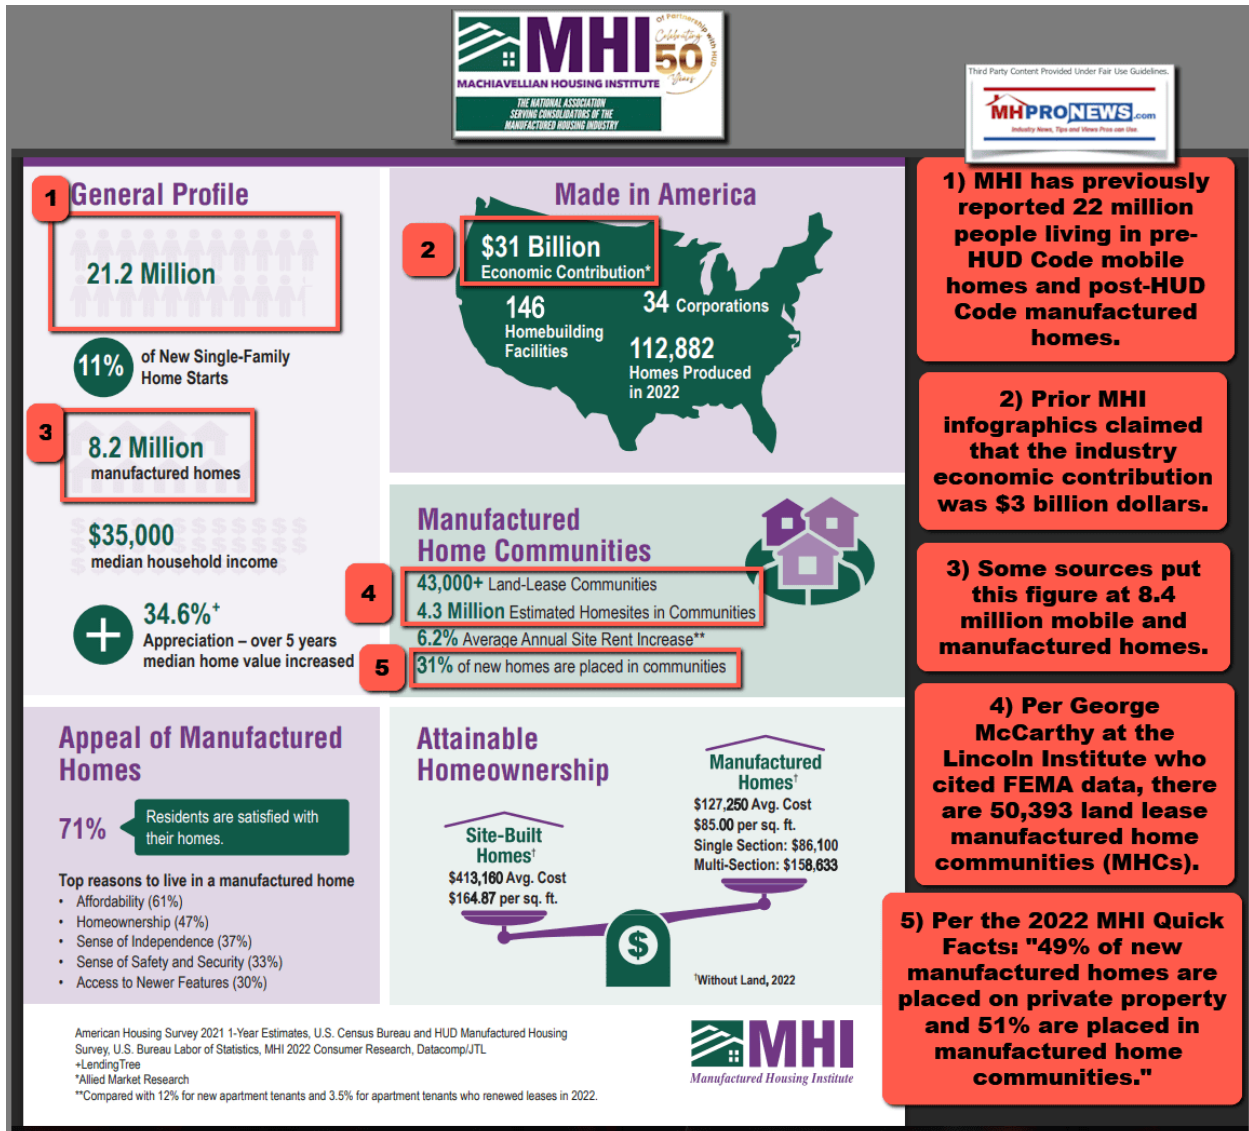 MHI
Of Partnership with HUD
Celebrating
50
Years
MACHIAVELLIAN HOUSING INSTITUTE
THE NATIONAL ASSOCIATION
SERVING CONSOLIDATORS OF THE
MANUFACTURED HOUSING INDUSTRY
Third Party Content Provided Under Fair Use Guidelines.
MHPRONEWS.com
Industry News, Tips and Views Pros can Use
1
General Profile
21.2 Million
11%
of New Single-Family
Home Starts
3
8.2 Million
manufactured homes
$35,000
median household income
+
34.6%+
Appreciation – over 5 years
median home value increased
Made in America
2
$31 Billion
Economic Contribution*
146
Homebuilding
Facilities
34 Corporations
112,882
Homes Produced
in 2022
Manufactured
Home Communities
4
43,000+ Land-Lease Communities
4.3 Million Estimated Homesites in Communities
6.2% Average Annual Site Rent Increase**
5
31% of new homes are placed in communities
Appeal of Manufactured
Homes
71%
Residents are satisfied with
their homes.
Top reasons to live in a manufactured home
• Affordability (61%)
• Homeownership (47%)
• Sense of Independence (37%)
• Sense of Safety and Security (33%)
• Access to Newer Features (30%)
Attainable
Homeownership
Site-Built
Homes†
$413,160 Avg. Cost
$164.87 per sq. ft.
Manufactured
Homes†
$127,250 Avg. Cost
$85.00 per sq. ft.
Single Section: $86,100
Multi-Section: $158,633
$
†Without Land, 2022
American Housing Survey 2021 1-Year Estimates, U.S. Census Bureau and HUD Manufactured Housing
Survey, U.S. Bureau Labor of Statistics, MHI 2022 Consumer Research, Datacomp/JTL
+LendingTree
*Allied Market Research
**Compared with 12% for new apartment tenants and 3.5% for apartment tenants who renewed leases in 2022.
MHI
Manufactured Housing Institute
1) MHI has previously
reported 22 million
people living in pre-
HUD Code mobile
homes and post-HUD
Code manufactured
homes.
2) Prior MHI
infographics claimed
that the industry
economic contribution
was $3 billion dollars.
3) Some sources put
this figure at 8.4
million mobile and
manufactured homes.
4) Per George
McCarthy at the
Lincoln Institute who
cited FEMA data, there
are 50,393 land lease
manufactured home
communities (MHCs).
5) Per the 2022 MHI Quick
Facts: "49% of new
manufactured homes are
placed on private property
and 51% are placed in
manufactured home
communities."